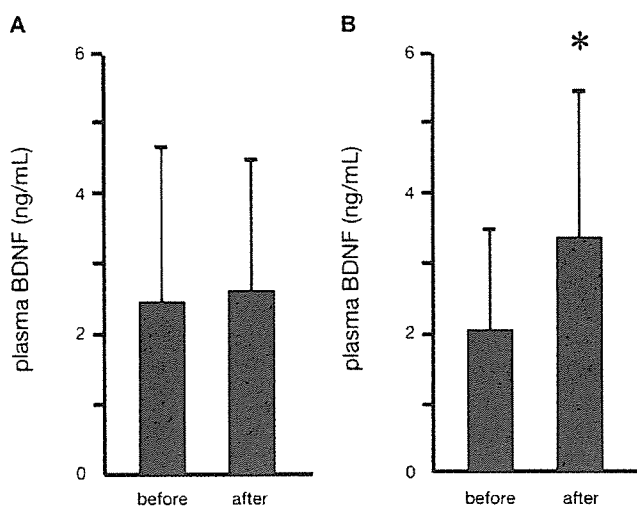 A
6
4
2
0
plasma BDNF (ng/mL)
before after
B
*
6
4
2
0
plasma BDNF (ng/mL)
before after